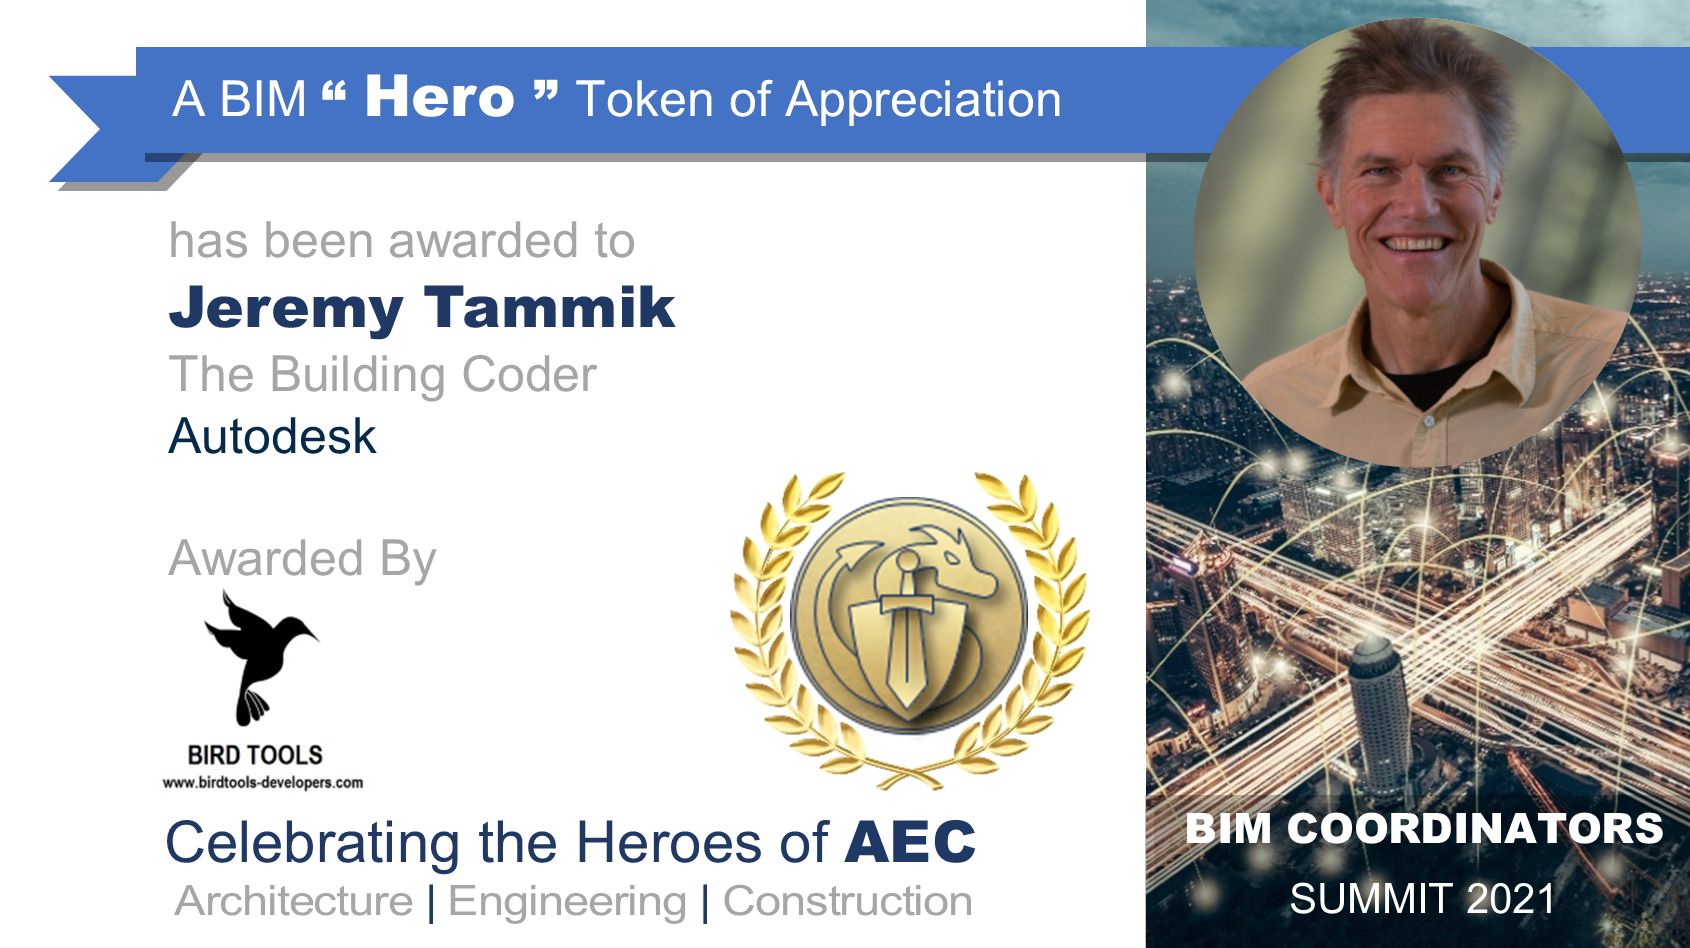 A BIM “ Hero ” Token of Appreciation
has been awarded to
Jeremy Tammik
The Building Coder
Autodesk
Awarded By
BIRD TOOLS
www.birdtools-developers.com
Celebrating the Heroes of AEC
Architecture | Engineering | Construction
BIM COORDINATORS
SUMMIT 2021